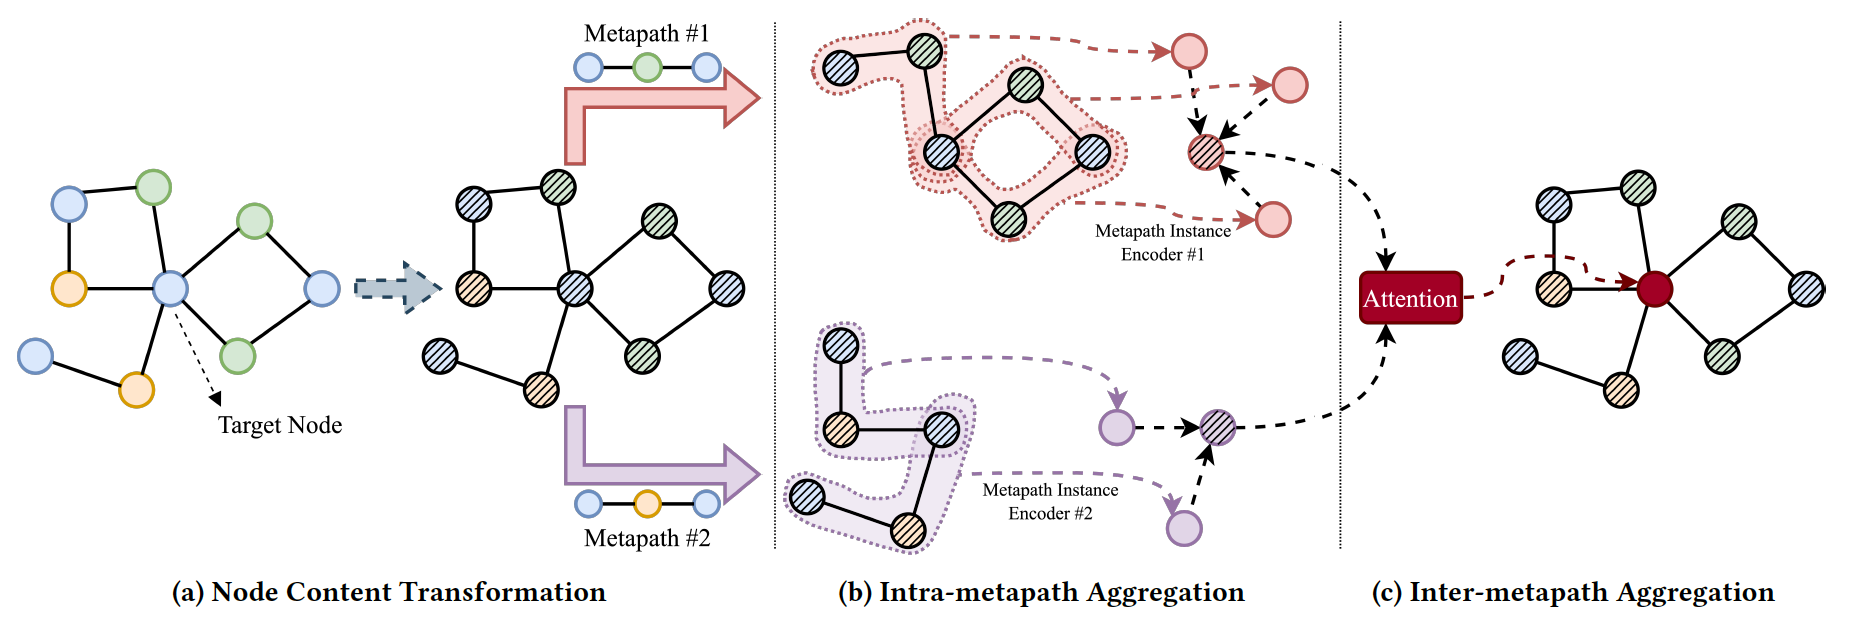 Metapath #1
Target Node
Metapath #2
(a) Node Content Transformation
Metapath Instance
Encoder #1
Metapath Instance
Encoder #2
(b) Intra-metapath Aggregation
Attention
(c) Inter-metapath Aggregation